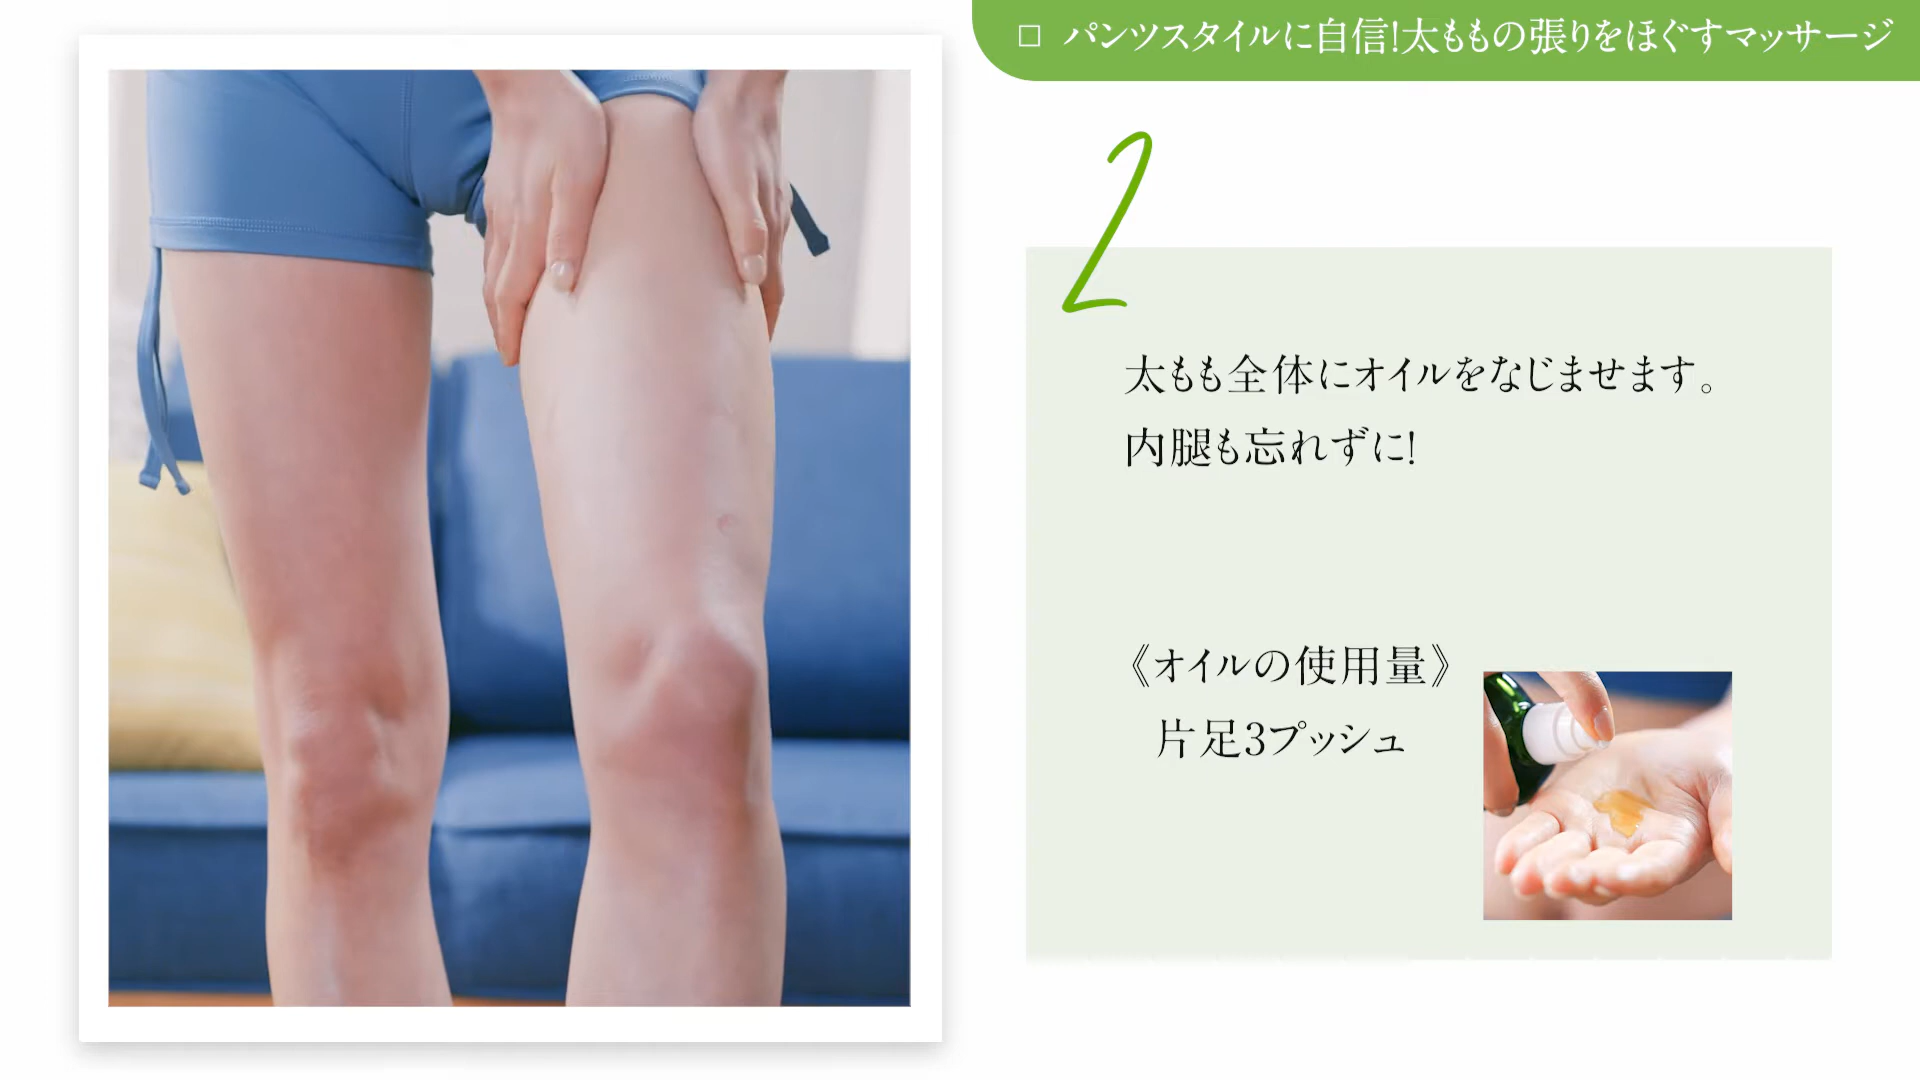 □ パンツスタイルに自信!太ももの張りをほぐすマッサージ
2
太もも全体にオイルをなじませます。
内腿も忘れずに!
《オイルの使用量》
片足3プッシュ